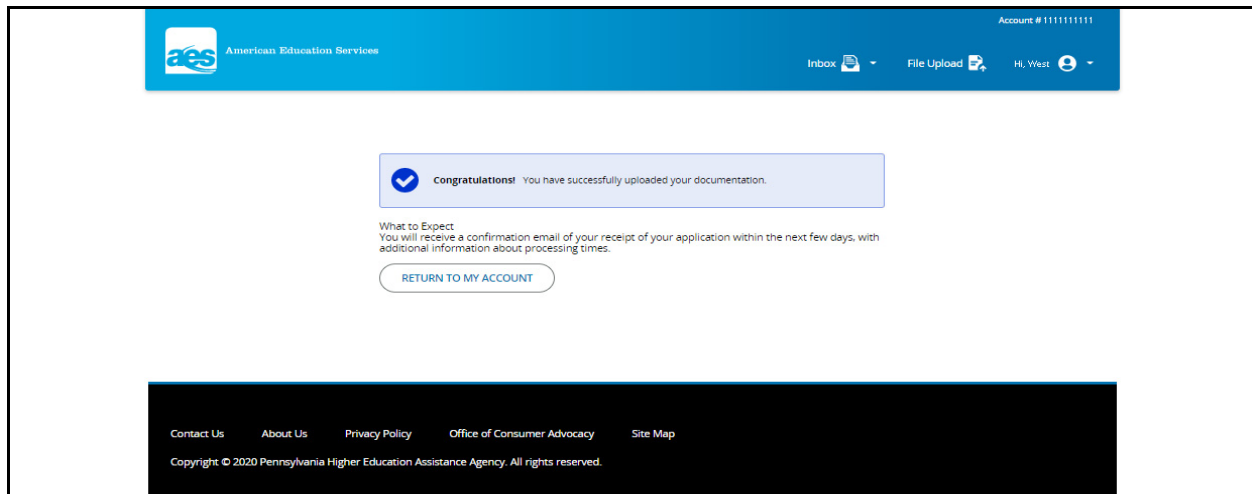 Account # 1111111111
aes American Education Services
Inbox File Upload Hi, West
Congratulations! You have successfully uploaded your documentation.
What to Expect
You will receive a confirmation email of your receipt of your application within the next few days, with
additional information about processing times.
RETURN TO MY ACCOUNT
Contact Us About Us Privacy Policy Office of Consumer Advocacy Site Map
Copyright © 2020 Pennsylvania Higher Education Assistance Agency. All rights reserved.